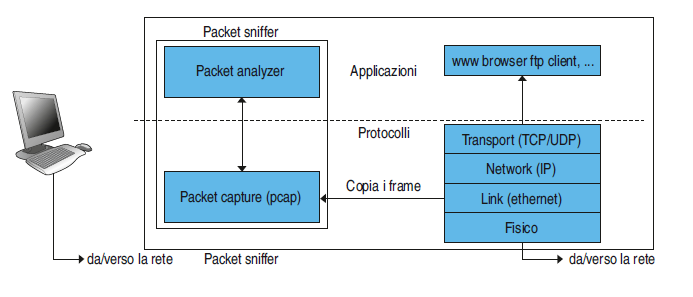 Packet sniffer
Packet analyzer
Applicazioni
www browser ftp client, ...
Protocolli
Transport (TCP/UDP)
Network (IP)
Packet capture (pcap)
Copia i frame
Link (ethernet)
Fisico
da/verso la rete
Packet sniffer
da/verso la rete